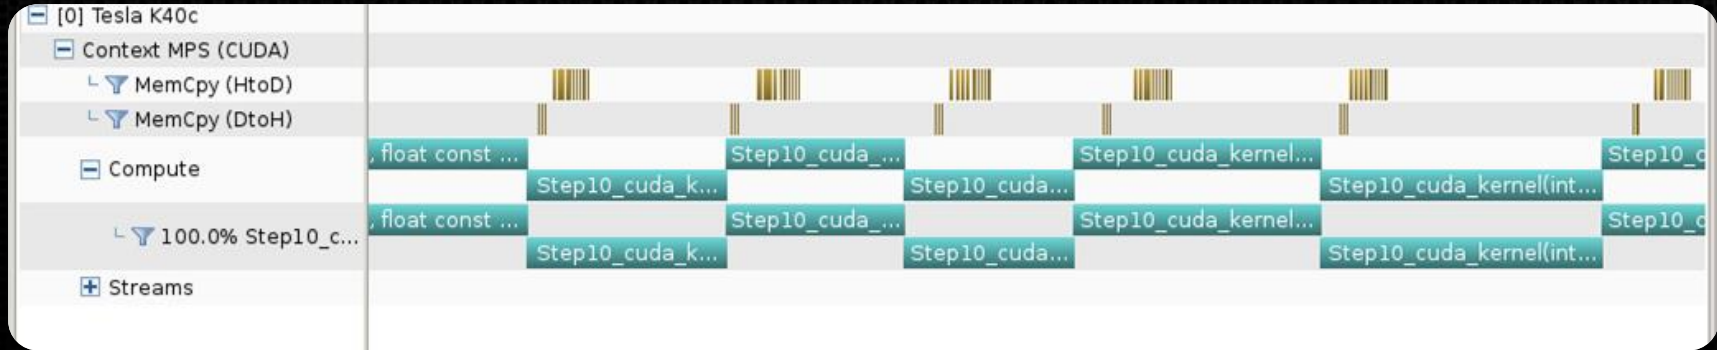 [0] Tesla K40c
Context MPS (CUDA)
MemCpy (HtoD)
MemCpy (DtoH)
Compute
, float const ... Step10_cuda_... Step10_cuda_kernel... Step10_c
Step10_cuda_k... Step10_cuda... Step10_cuda_kernel(int...
100.0% Step10_c...
, float const ... Step10_cuda_... Step10_cuda_kernel... Step10_c
Step10_cuda_k... Step10_cuda... Step10_cuda_kernel(int...
Streams